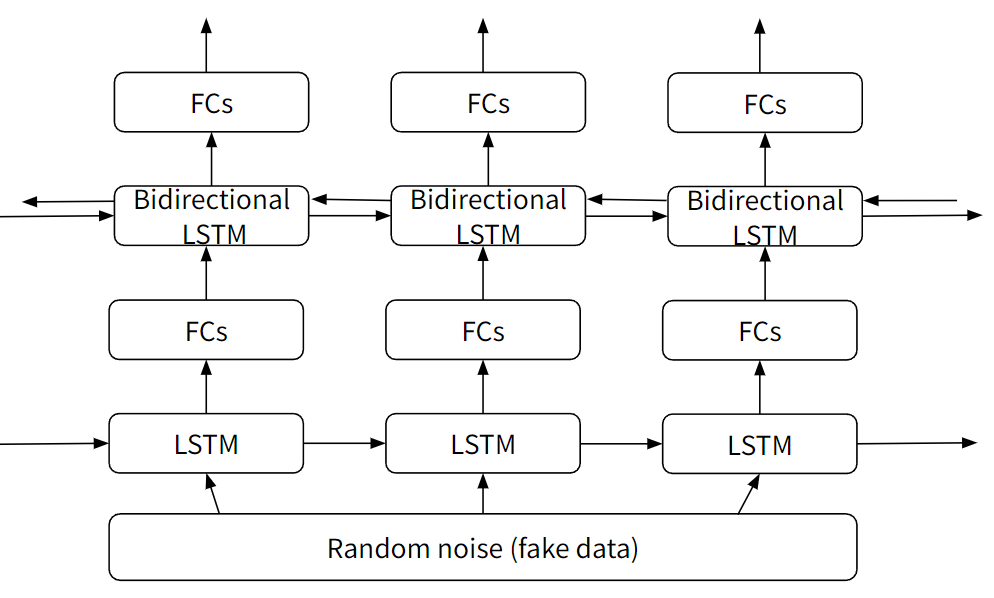 FCs
FCs
FCs
Bidirectional
LSTM
Bidirectional
LSTM
Bidirectional
LSTM
FCs
FCs
FCs
LSTM
LSTM
LSTM
Random noise (fake data)